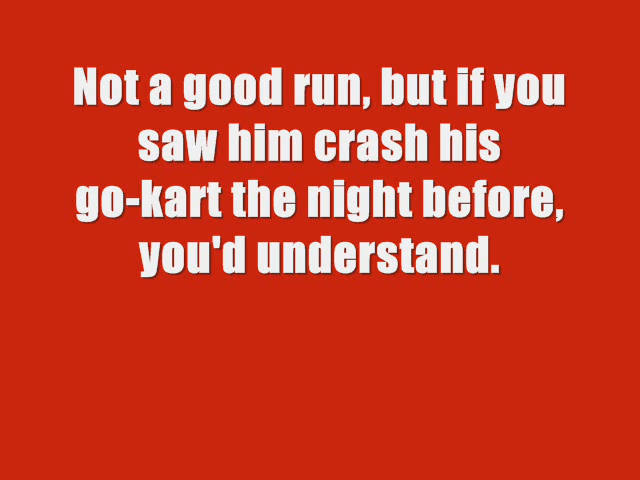 Not a good run, but if you
saw him crash his
go-kart the night before,
you'd understand.